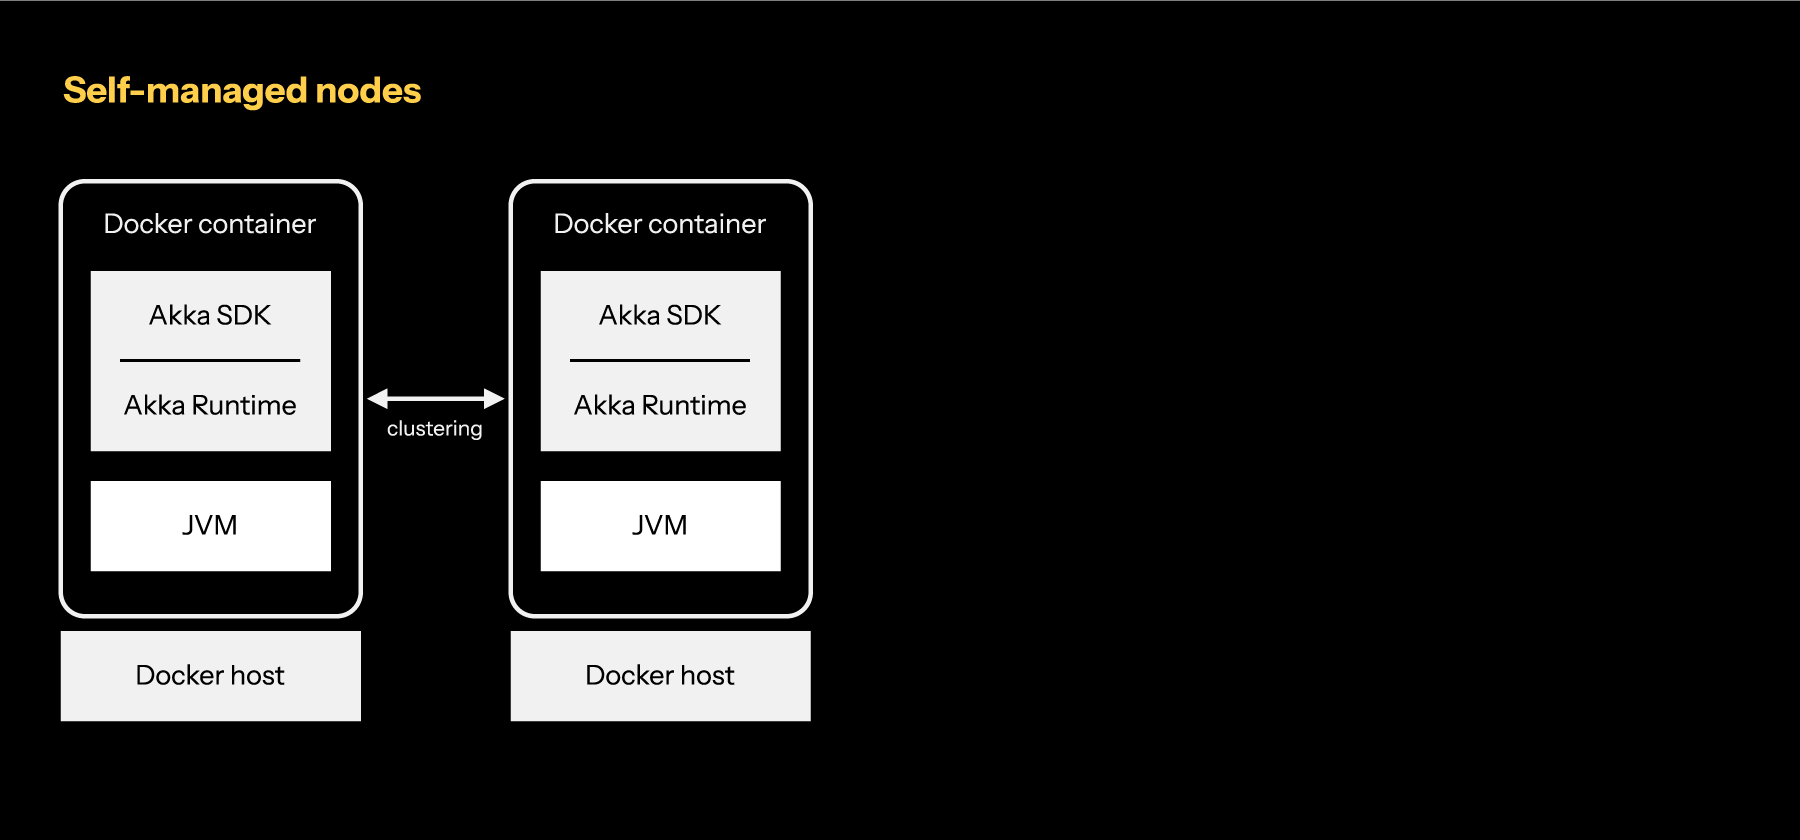 Self-managed nodes
Docker container
Akka SDK
Akka Runtime
JVM
Docker host
clustering
Docker container
Akka SDK
Akka Runtime
JVM
Docker host